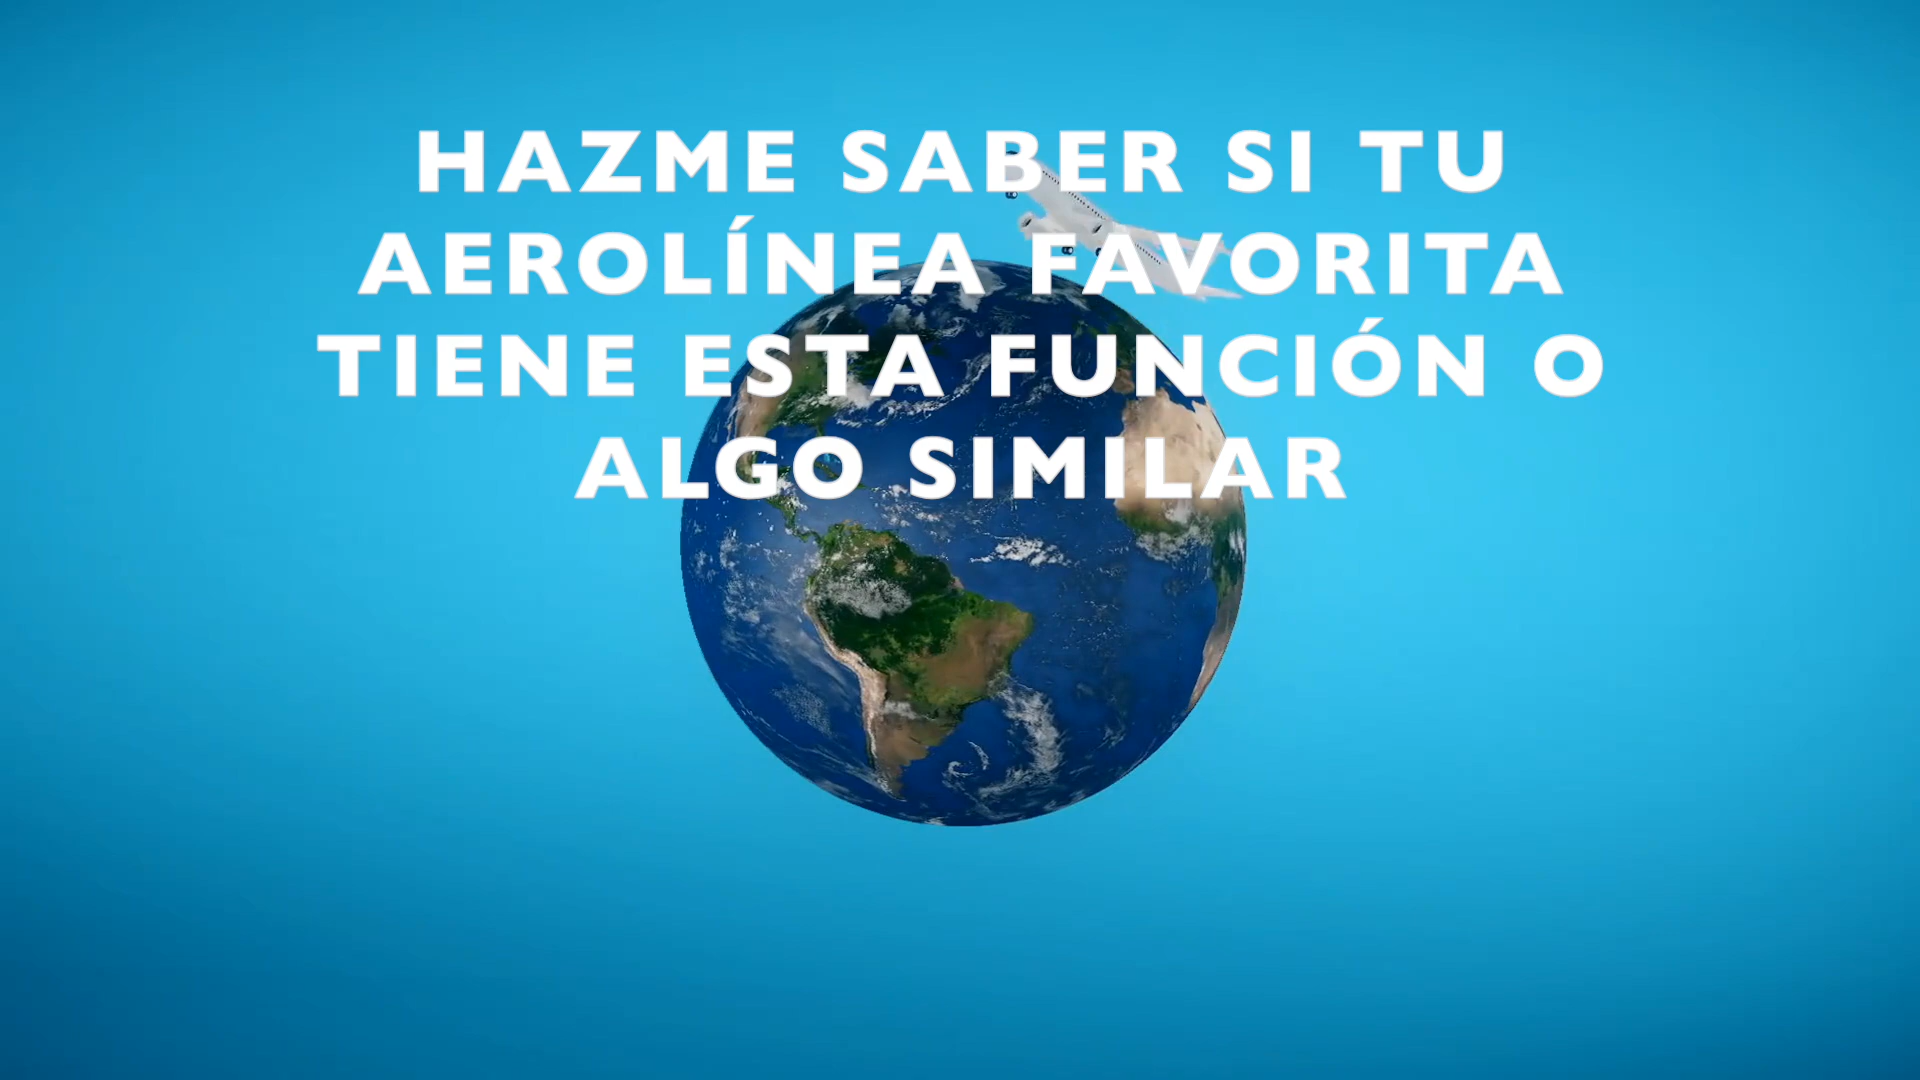 HAZME SABER SI TU
AEROLÍNEA FAVORITA
TIENE ESTA FUNCIÓN O
ALGO SIMILAR